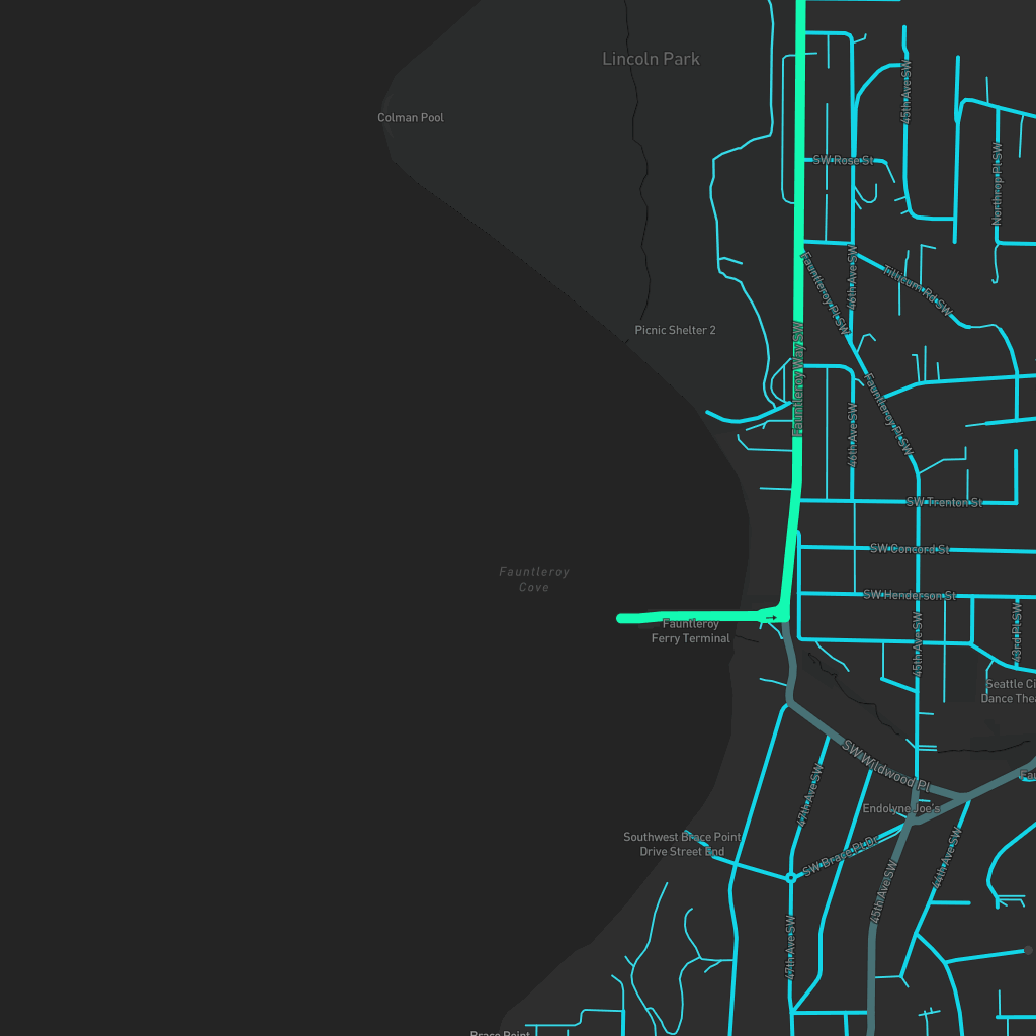 Lincoln Park
Colman Pool
45th Ave SW
SW Rose St
Northrop Pl SW
Fauntleroy Pl SW
46th Ave SW
Tillicum Rd SW
Picnic Shelter 2
Fauntleroy Way SW
46th Ave SW
Fauntleroy Pl SW
SW Trenton St
SW Concord St
Fauntleroy
Cove
SW Henderson St
Fauntleroy
Ferry Terminal
45th Ave SW
43rd Pl SW
Seattle Ci
Dance Thea
SW Wildwood Pl
47th Ave SW
Endolyne Joe's
Fau
Southwest Brace Point
Drive Street End
SW Brace Pt Dr
44th Ave SW
45th Ave SW
47th Ave SW
Brace Point